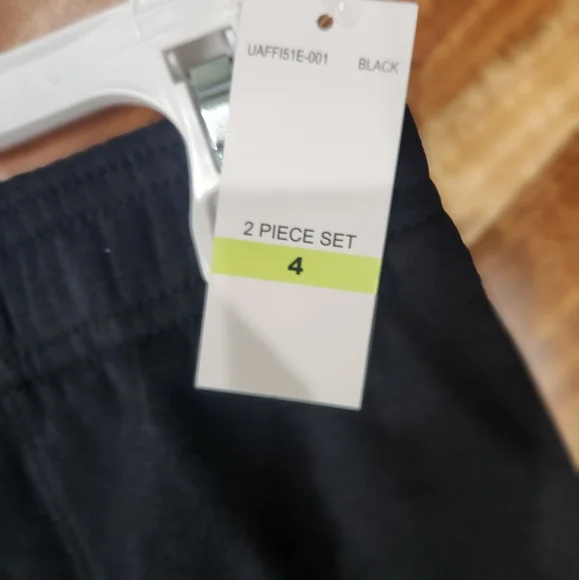 UAFFI51E-001 BLACK
2 PIECE SET
4